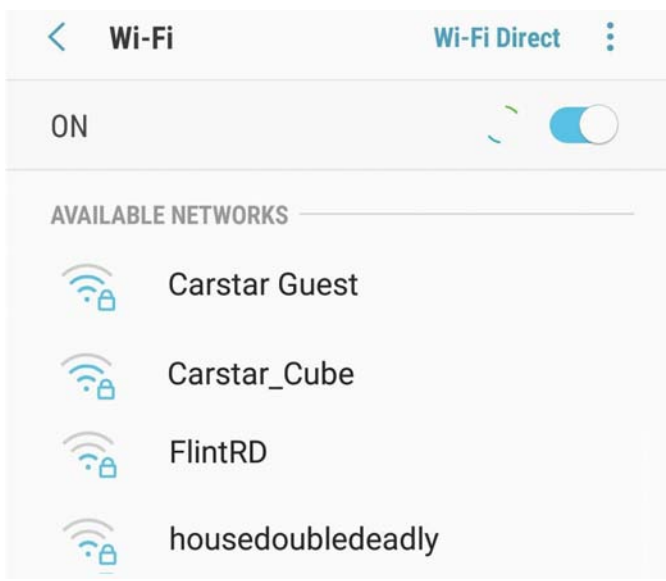 Wi-Fi Wi-Fi Direct
ON
AVAILABLE NETWORKS
Carstar Guest
Carstar_Cube
FlintRD
housedoubledeadly